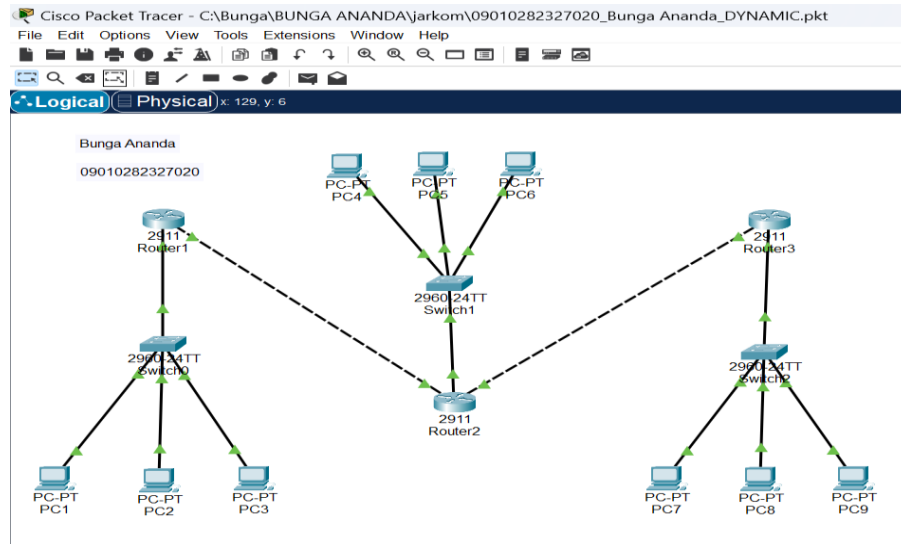 Cisco Packet Tracer - C:\Bunga\BUNGA ANANDA\jarkom\09010282327020_Bunga Ananda_DYNAMIC.pkt
File Edit Options View Tools Extensions Window Help
Logical Physical x: 129, y: 6
Bunga Ananda
09010282327020
PC-PT
PC4
PC-PT
PC5
PC-PT
PC6
2911
Router1
2911
Router3
2960-24TT
Switch1
2960-24TT
Switch0
2960-24TT
Switch2
2911
Router2
PC-PT
PC1
PC-PT
PC2
PC-PT
PC3
PC-PT
PC7
PC-PT
PC8
PC-PT
PC9